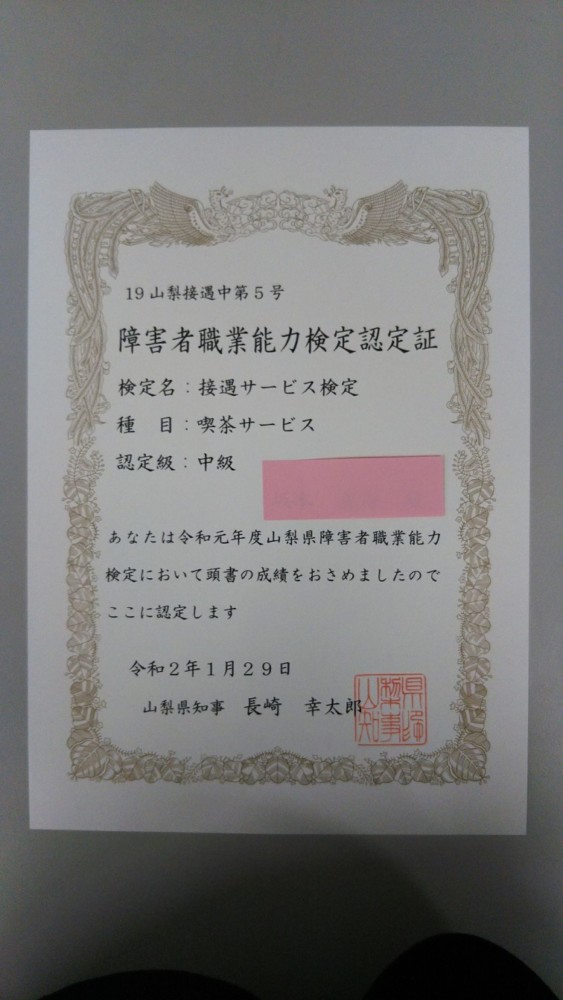 19山梨接遇中第5号
障害者職業能力検定認定証
検定名：接遇サービス検定
種　目：喫茶サービス
認定級：中級
あなたは令和元年度山梨県障害者職業能力
検定において頭書の成績をおさめましたので
ここに認定します
令和2年1月29日
山梨県知事　長崎　幸太郎